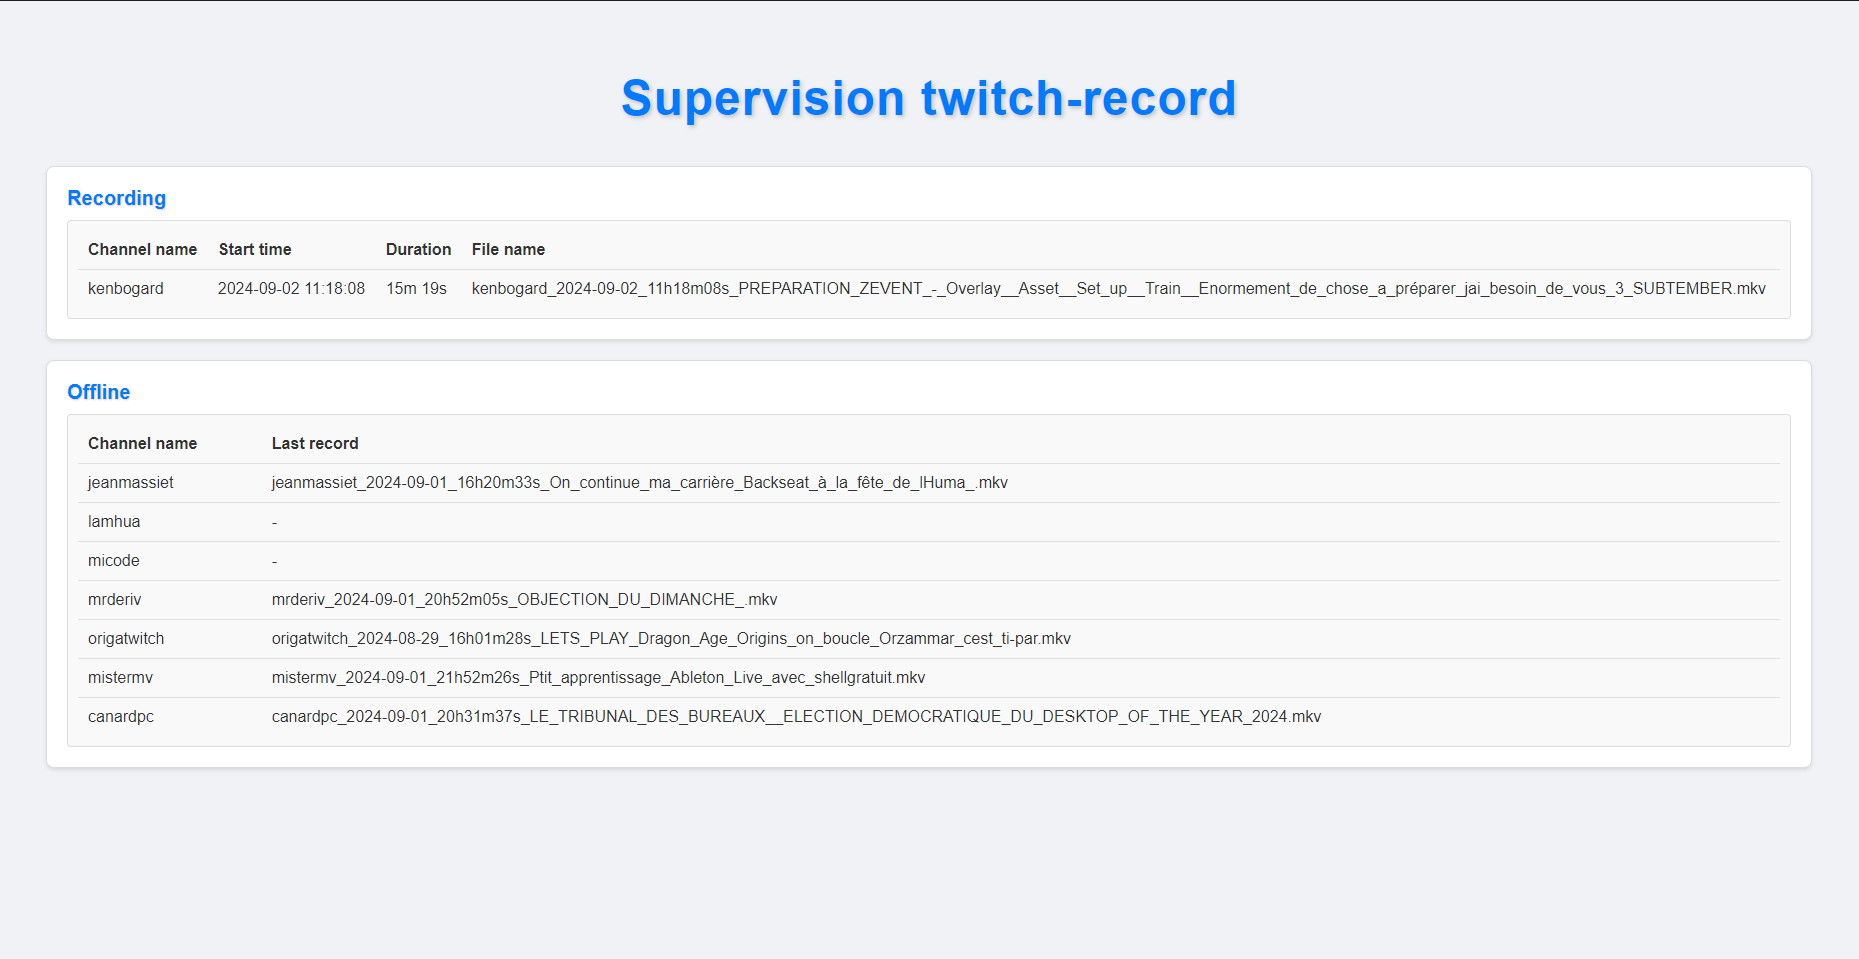 Supervision twitch-record
Recording
Channel name Start time Duration File name
kenbogard 2024-09-02 11:18:08 15m 19s kenbogard_2024-09-02_11h18m08s_PREPARATION_ZEVENT_-_Overlay__Asset__Set_up__Train__Enormement_de_chose_a_préparer_jai_besoin_de_vous_3_SUBTEMBER.mkv
Offline
Channel name Last record
jeanmassiet jeanmassiet_2024-09-01_16h20m33s_On_continue_ma_carrière_Backseat_à_la_fête_de_lHuma_.mkv
lamhua -
micode -
mrderiv mrderiv_2024-09-01_20h52m05s_OBJECTION_DU_DIMANCHE_.mkv
origatwitch origatwitch_2024-08-29_16h01m28s_LETS_PLAY_Dragon_Age_Origins_on_boucle_Orzammar_cest_ti-par.mkv
mistermv mistermv_2024-09-01_21h52m26s_Ptit_apprentissage_Ableton_Live_avec_shellgratuit.mkv
canardpc canardpc_2024-09-01_20h31m37s_LE_TRIBUNAL_DES_BUREAUX__ELECTION_DEMOCRATIQUE_DU_DESKTOP_OF_THE_YEAR_2024.mkv